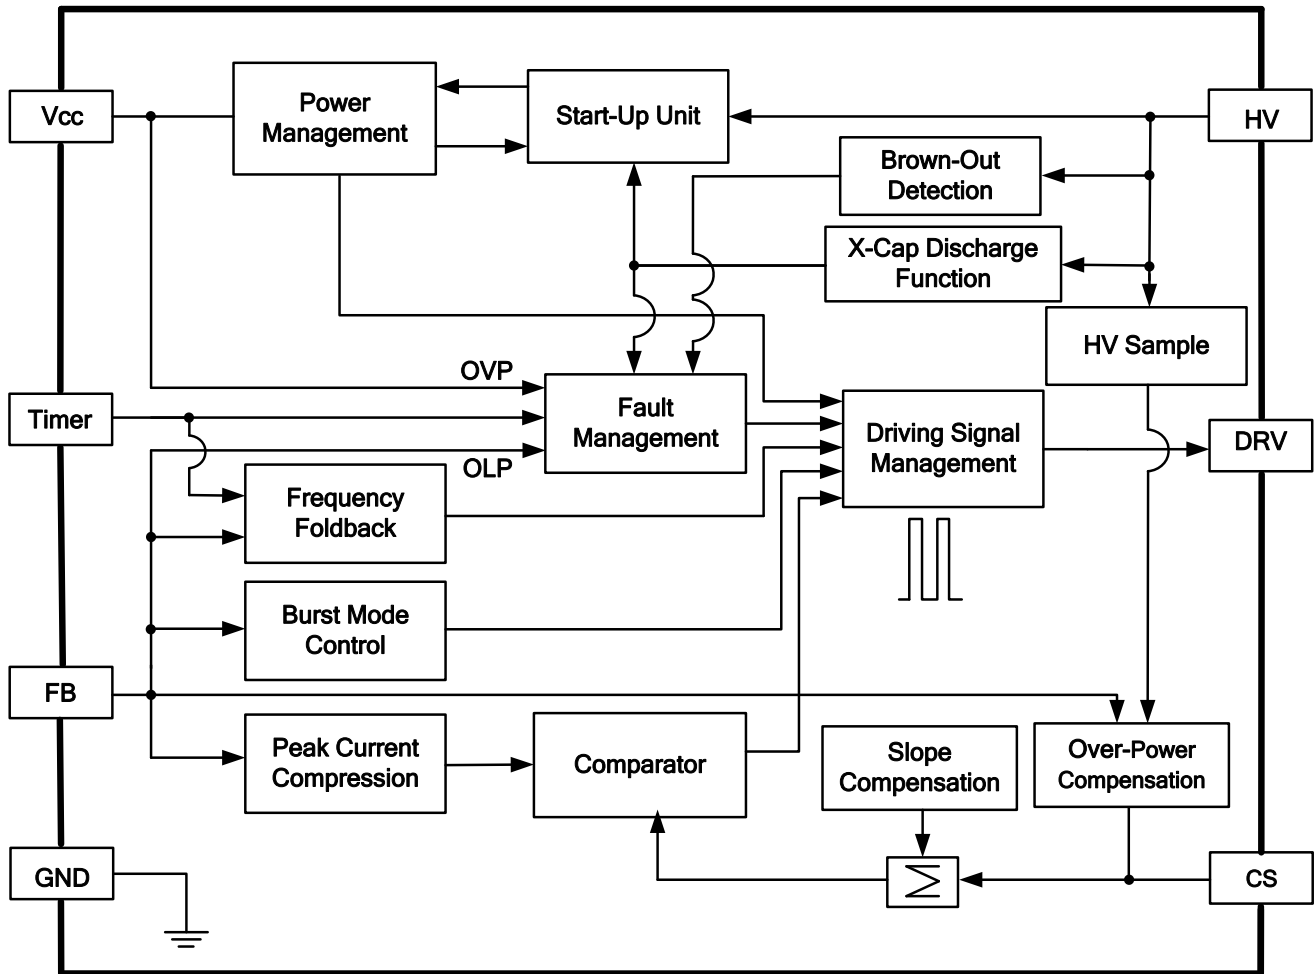 Vcc
Power
Management
Start-Up Unit
HV
Brown-Out
Detection
X-Cap Discharge
Function
HV Sample
OVP
Timer
Fault
Management
Driving Signal
Management
DRV
OLP
Frequency
Foldback
Burst Mode
Control
FB
Peak Current
Compression
Comparator
Slope
Compensation
Over-Power
Compensation
GND
Σ
CS